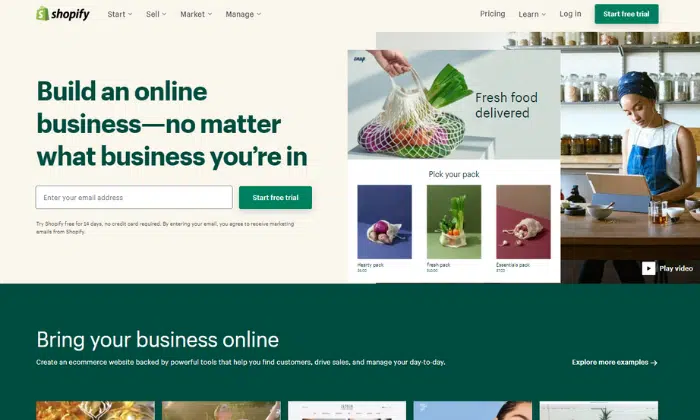 shopify
Start
Sell
Market
Manage
Pricing
Learn
Log in
Start free trial
Build an online
business—no matter
what business you're in
Enter your email address
Start free trial
Try Shopify free for 14 days, no credit card required. By entering your email, you agree to receive marketing
emails from Shopify.
Fresh food
delivered
Pick your pack
Hearty pack
Fresh pack
Essentials pack
Play video
Bring your business online
Create an ecommerce website backed by powerful tools that help you find customers, drive sales, and manage your day-to-day.
Explore more examples →